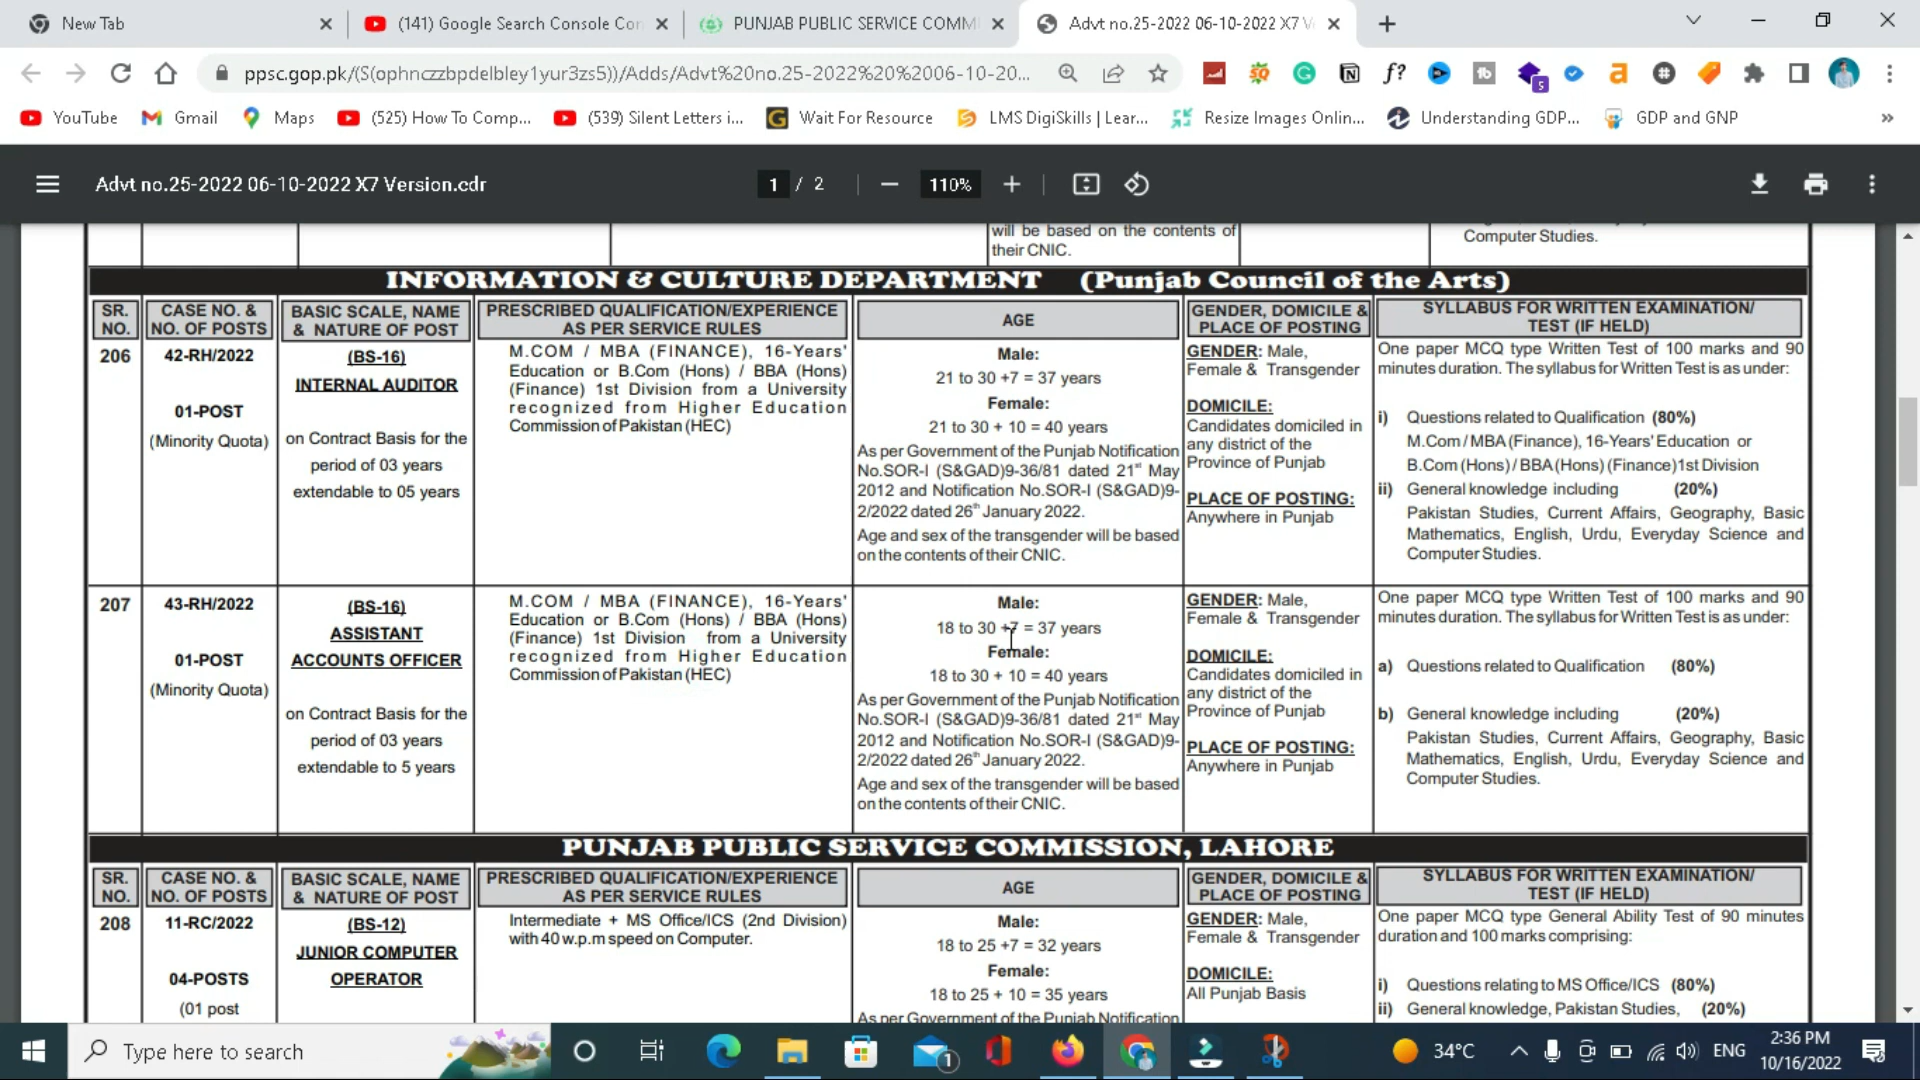 New Tab
(141) Google Search Console Con
PUNJAB PUBLIC SERVICE COMM
Advt no.25-2022 06-10-2022 X7 V
ppsc.gop.pk/(S(ophnczzbpdelbley1yur3zs5))/Adds/Advt%20no.25-2022%20%2006-10-20...
YouTube
Gmail
Maps
(525) How To Comp...
(539) Silent Letters i...
Wait For Resource
LMS DigiSkills | Lear...
Resize Images Onlin...
Understanding GDP...
GDP and GNP
Advt no.25-2022 06-10-2022 X7 Version.cdr
1 / 2
110%
will be based on the contents of
their CNIC.
Computer Studies.
INFORMATION & CULTURE DEPARTMENT (Punjab Council of the Arts)
SR. NO.
CASE NO. & NO. OF POSTS
BASIC SCALE, NAME & NATURE OF POST
PRESCRIBED QUALIFICATION/EXPERIENCE AS PER SERVICE RULES
AGE
GENDER, DOMICILE & PLACE OF POSTING
SYLLABUS FOR WRITTEN EXAMINATION/ TEST (IF HELD)
206
42-RH/2022
01-POST
(Minority Quota)
(BS-16)
INTERNAL AUDITOR
on Contract Basis for the
period of 03 years
extendable to 05 years
M.COM / MBA (FINANCE), 16-Years'
Education or B.Com (Hons) / BBA (Hons)
(Finance) 1st Division from a University
recognized from Higher Education
Commission of Pakistan (HEC)
Male:
21 to 30 +7 = 37 years
Female:
21 to 30 + 10 = 40 years
As per Government of the Punjab Notification
No.SOR-I (S&GAD)9-36/81 dated 21st May
2012 and Notification No.SOR-I (S&GAD)9-
2/2022 dated 26th January 2022.
Age and sex of the transgender will be based
on the contents of their CNIC.
GENDER: Male,
Female & Transgender
DOMICILE:
Candidates domiciled in
any district of the
Province of Punjab
PLACE OF POSTING:
Anywhere in Punjab
One paper MCQ type Written Test of 100 marks and 90
minutes duration. The syllabus for Written Test is as under:
i) Questions related to Qualification (80%)
M.Com / MBA (Finance), 16-Years' Education or
B.Com (Hons) / BBA (Hons) (Finance)1st Division
ii) General knowledge including (20%)
Pakistan Studies, Current Affairs, Geography, Basic
Mathematics, English, Urdu, Everyday Science and
Computer Studies.
207
43-RH/2022
01-POST
(Minority Quota)
(BS-16)
ASSISTANT
ACCOUNTS OFFICER
on Contract Basis for the
period of 03 years
extendable to 5 years
M.COM / MBA (FINANCE), 16-Years'
Education or B.Com (Hons) / BBA (Hons)
(Finance) 1st Division from a University
recognized from Higher Education
Commission of Pakistan (HEC)
Male:
18 to 30 +7 = 37 years
Female:
18 to 30 + 10 = 40 years
As per Government of the Punjab Notification
No.SOR-I (S&GAD)9-36/81 dated 21st May
2012 and Notification No.SOR-I (S&GAD)9-
2/2022 dated 26th January 2022.
Age and sex of the transgender will be based
on the contents of their CNIC.
GENDER: Male,
Female & Transgender
DOMICILE:
Candidates domiciled in
any district of the
Province of Punjab
PLACE OF POSTING:
Anywhere in Punjab
One paper MCQ type Written Test of 100 marks and 90
minutes duration. The syllabus for Written Test is as under:
a) Questions related to Qualification (80%)
b) General knowledge including (20%)
Pakistan Studies, Current Affairs, Geography, Basic
Mathematics, English, Urdu, Everyday Science and
Computer Studies.
PUNJAB PUBLIC SERVICE COMMISSION, LAHORE
SR. NO.
CASE NO. & NO. OF POSTS
BASIC SCALE, NAME & NATURE OF POST
PRESCRIBED QUALIFICATION/EXPERIENCE AS PER SERVICE RULES
AGE
GENDER, DOMICILE & PLACE OF POSTING
SYLLABUS FOR WRITTEN EXAMINATION/ TEST (IF HELD)
208
11-RC/2022
04-POSTS
(01 post
(BS-12)
JUNIOR COMPUTER
OPERATOR
Intermediate + MS Office/ICS (2nd Division)
with 40 w.p.m speed on Computer.
Male:
18 to 25 +7 = 32 years
Female:
18 to 25 + 10 = 35 years
As per Government of the Punjab Notification
GENDER: Male,
Female & Transgender
DOMICILE:
All Punjab Basis
One paper MCQ type General Ability Test of 90 minutes
duration and 100 marks comprising:
i) Questions relating to MS Office/ICS (80%)
ii) General knowledge, Pakistan Studies, (20%)
Type here to search
1
34°C
ENG
2:36 PM
10/16/2022